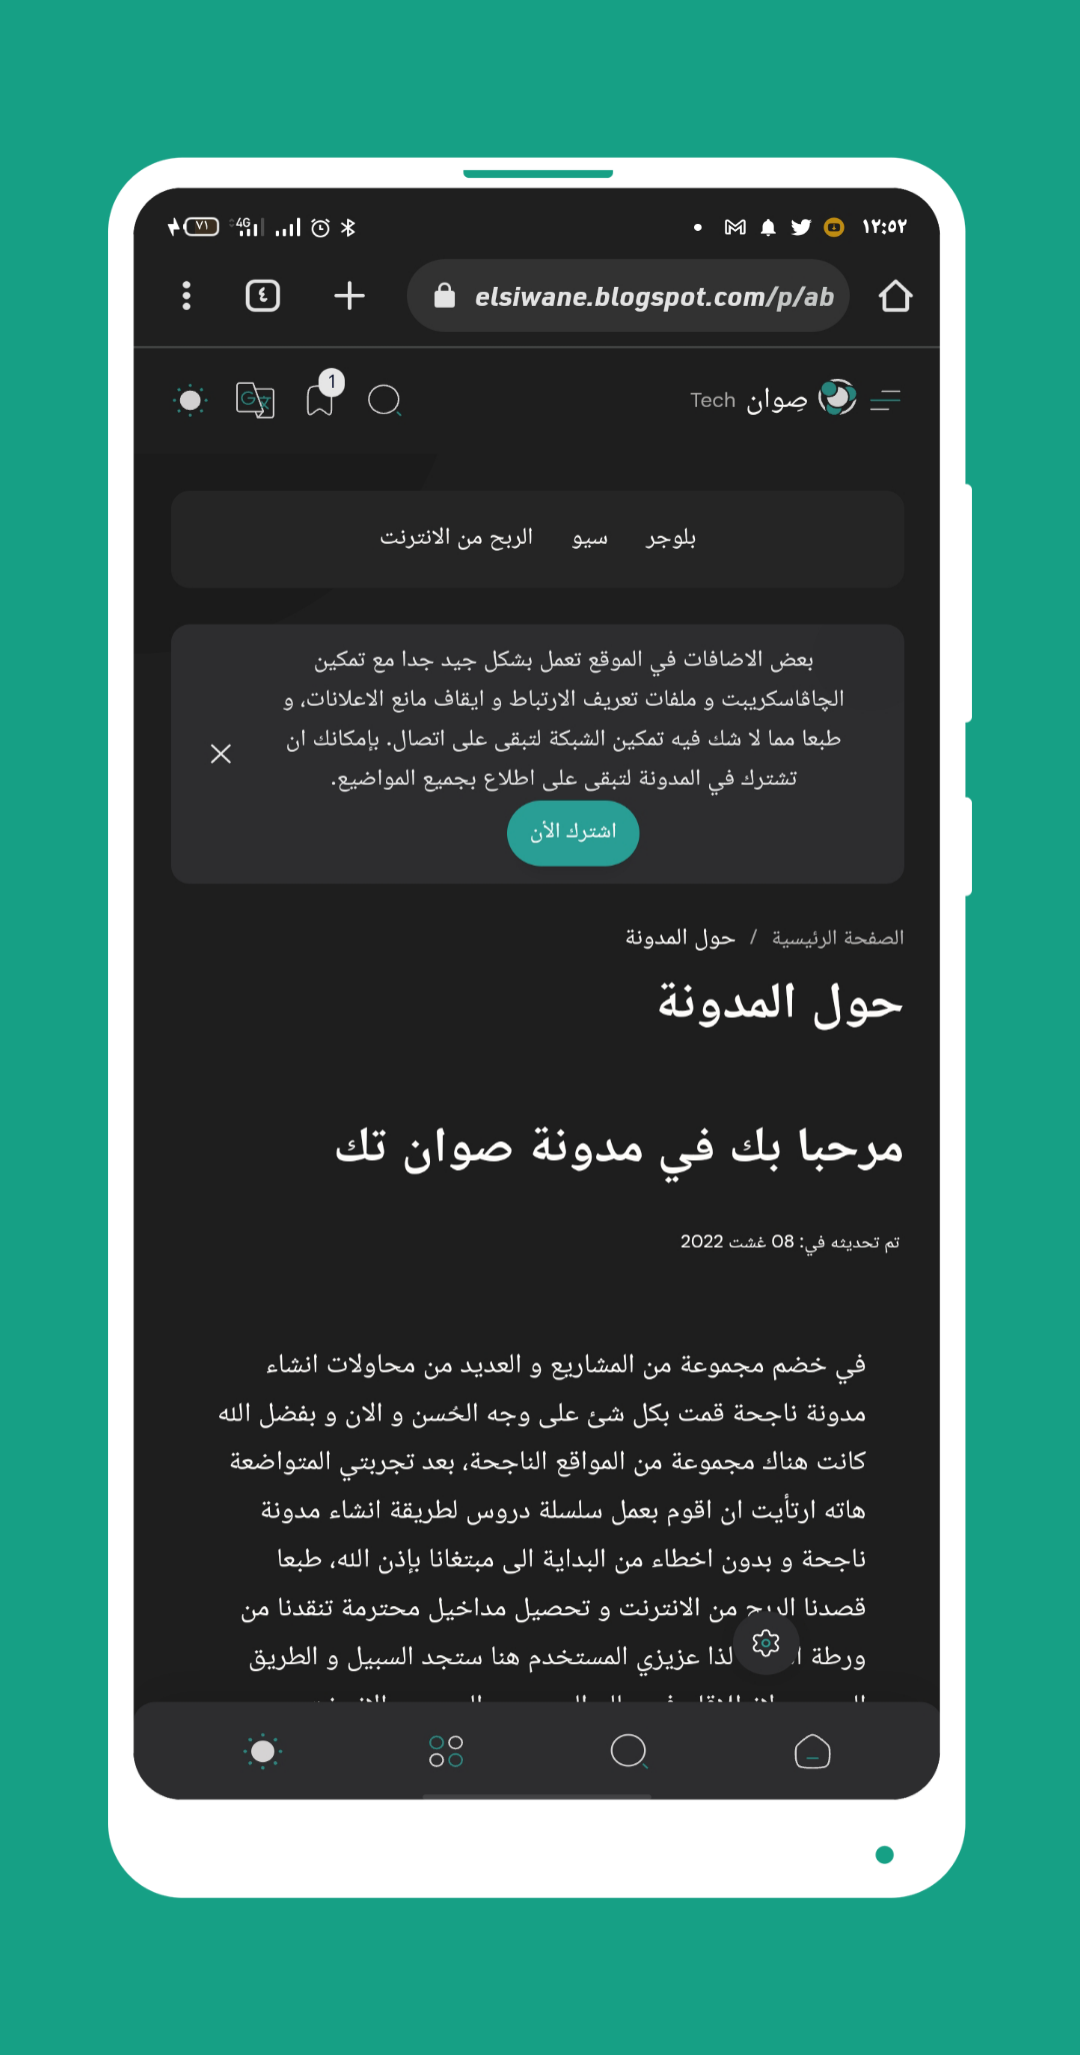 ١٢:٥٢
4G
٧١
elsiwane.blogspot.com/p/ab
٤
صِوان Tech
1
بلوجر سيو الربح من الانترنت
بعض الاضافات في الموقع تعمل بشكل جيد جدا مع تمكين
الچاڤاسكريبت و ملفات تعريف الارتباط و ايقاف مانع الاعلانات، و
طبعا مما لا شك فيه تمكين الشبكة لتبقى على اتصال. بإمكانك ان
تشترك في المدونة لتبقى على اطلاع بجميع المواضيع.
اشترك الأن
الصفحة الرئيسية / حول المدونة
حول المدونة
مرحبا بك في مدونة صوان تك
تم تحديثه في: 08 غشت 2022
في خضم مجموعة من المشاريع و العديد من محاولات انشاء
مدونة ناجحة قمت بكل شئ على وجه الحُسن و الان و بفضل الله
كانت هناك مجموعة من المواقع الناجحة، بعد تجربتي المتواضعة
هاته ارتأيت ان اقوم بعمل سلسلة دروس لطريقة انشاء مدونة
ناجحة و بدون اخطاء من البداية الى مبتغانا بإذن الله، طبعا
قصدنا الربح من الانترنت و تحصيل مداخيل محترمة تنقدنا من
ورطة لذا عزيزي المستخدم هنا ستجد السبيل و الطريق